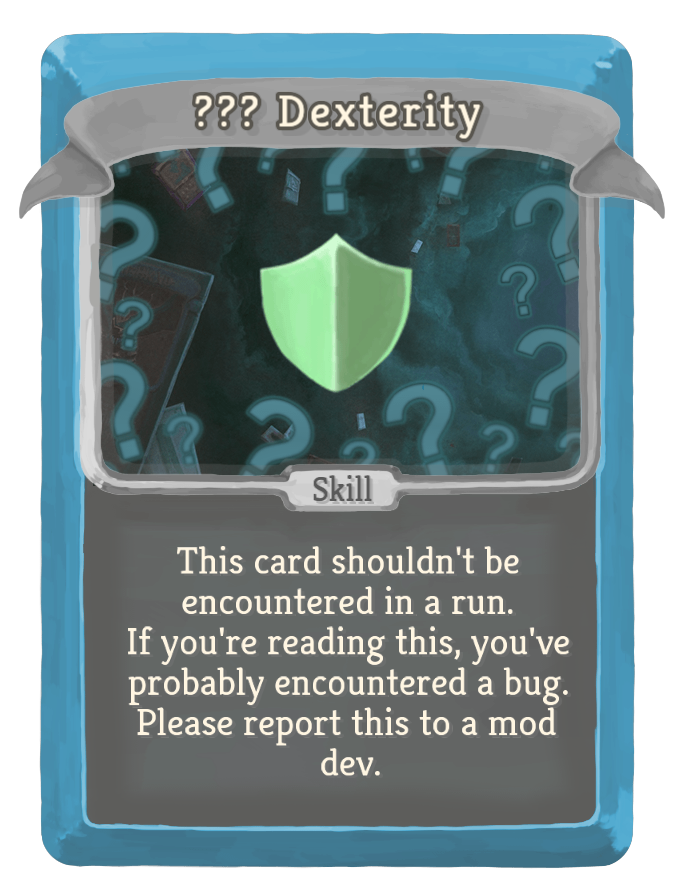 ??? Dexterity
Skill
This card shouldn't be
encountered in a run.
If you're reading this, you've
probably encountered a bug.
Please report this to a mod
dev.